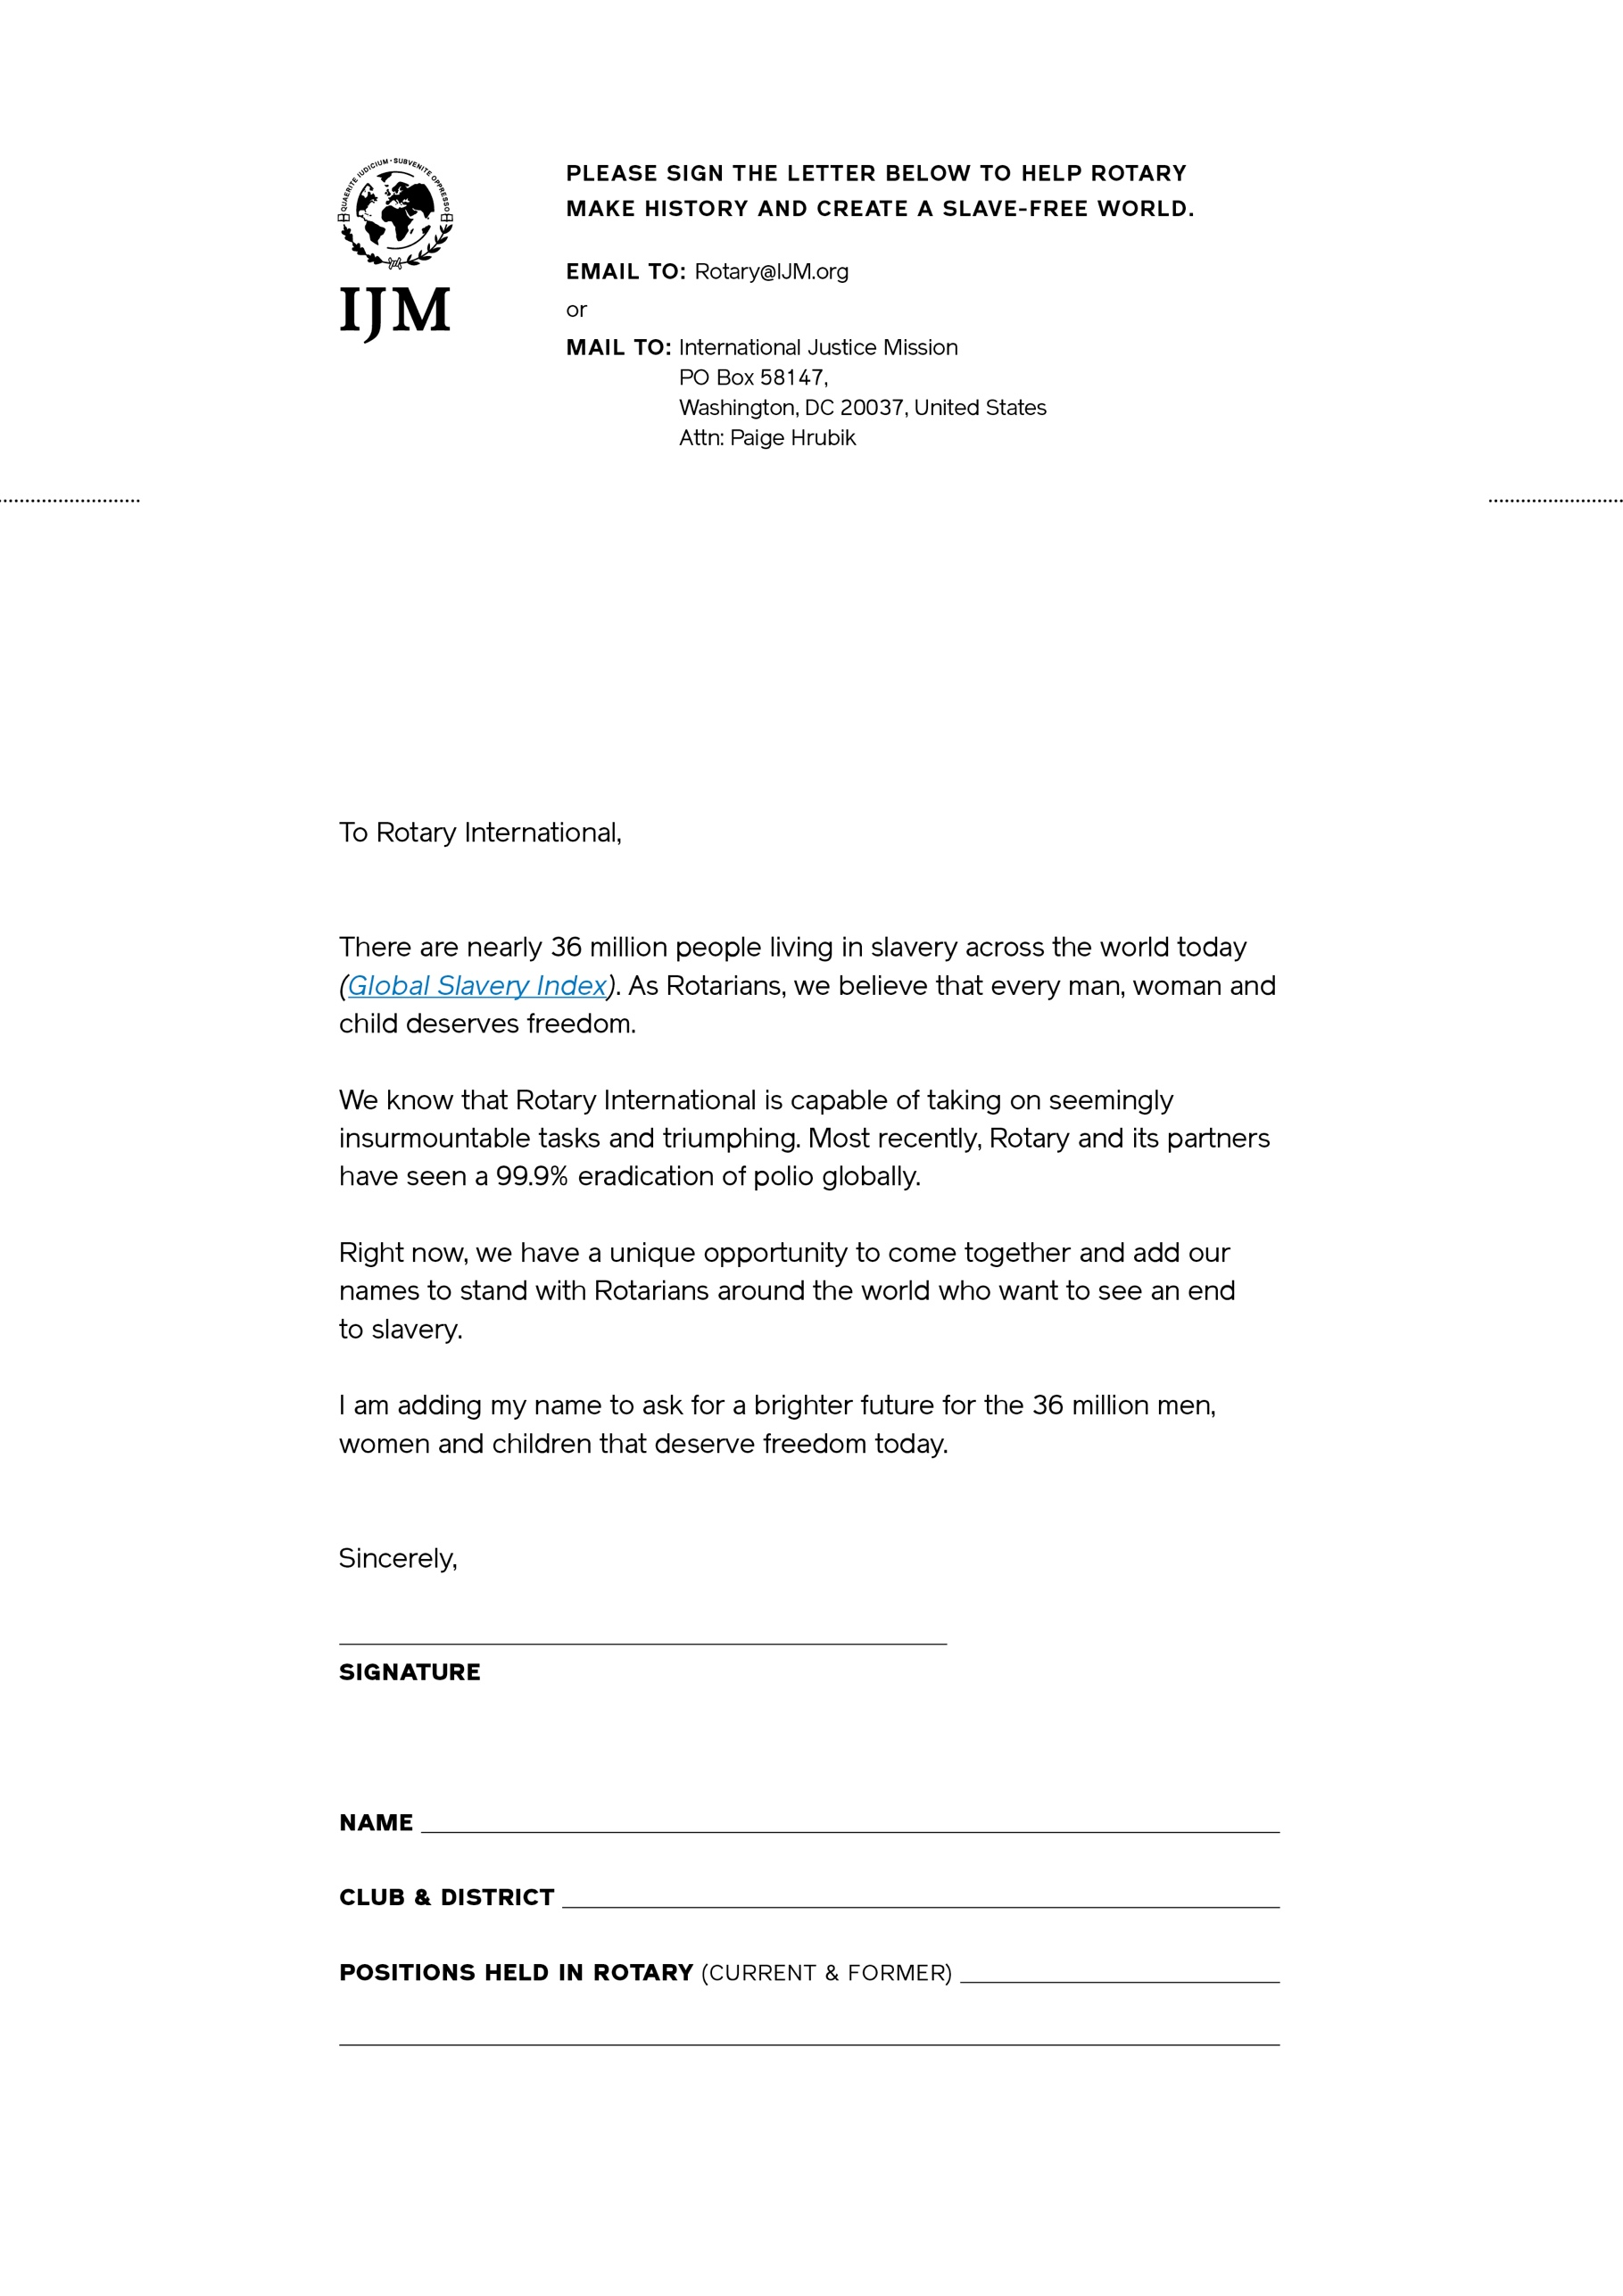 QUAERITE IUDICIUM · SUBVENITE OPPRESSO
IJM
PLEASE SIGN THE LETTER BELOW TO HELP ROTARY
MAKE HISTORY AND CREATE A SLAVE-FREE WORLD.
EMAIL TO: Rotary@IJM.org
or
MAIL TO: International Justice Mission
PO Box 58147,
Washington, DC 20037, United States
Attn: Paige Hrubik
To Rotary International,
There are nearly 36 million people living in slavery across the world today
(Global Slavery Index). As Rotarians, we believe that every man, woman and
child deserves freedom.
We know that Rotary International is capable of taking on seemingly
insurmountable tasks and triumphing. Most recently, Rotary and its partners
have seen a 99.9% eradication of polio globally.
Right now, we have a unique opportunity to come together and add our
names to stand with Rotarians around the world who want to see an end
to slavery.
I am adding my name to ask for a brighter future for the 36 million men,
women and children that deserve freedom today.
Sincerely,
SIGNATURE
NAME
CLUB & DISTRICT
POSITIONS HELD IN ROTARY (CURRENT & FORMER)